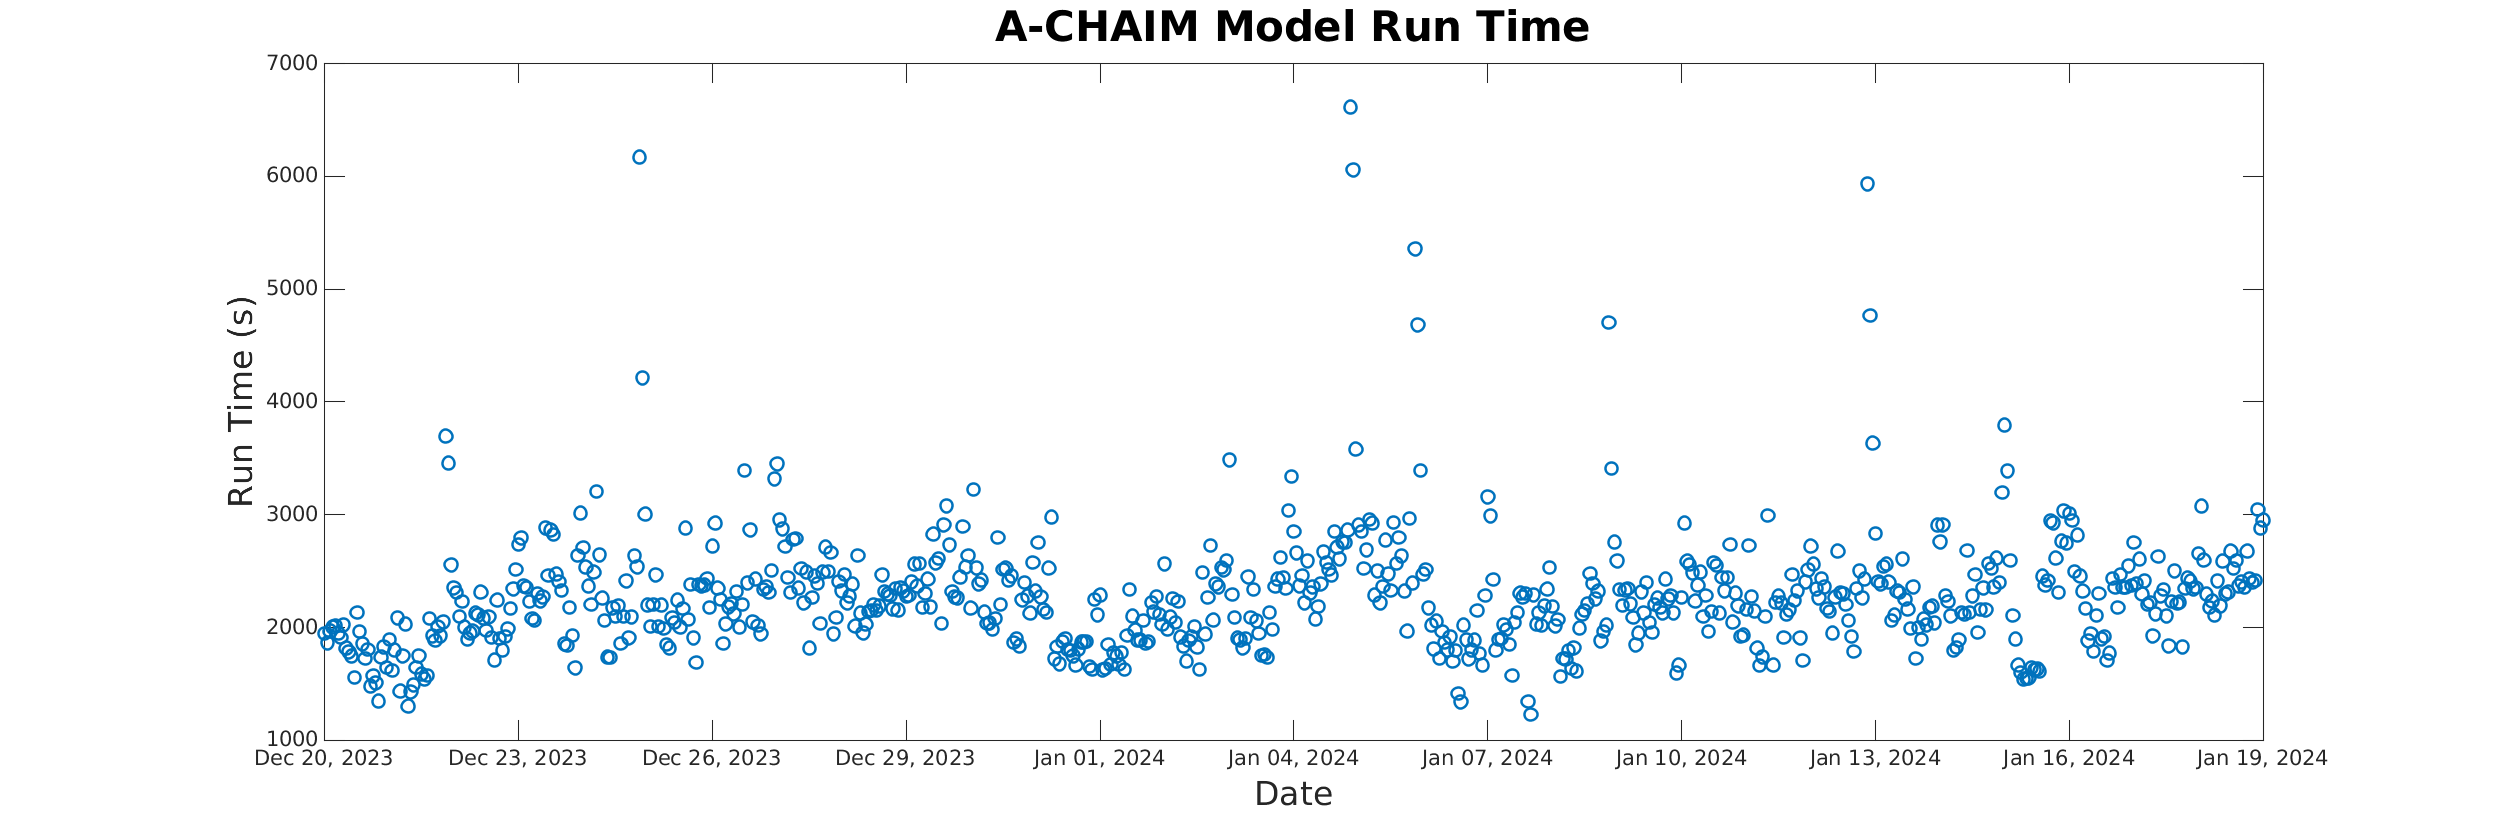 A-CHAIM Model Run Time
7000
6000
5000
4000
3000
2000
1000
Run Time (s)
Dec 20, 2023 Dec 23, 2023 Dec 26, 2023 Dec 29, 2023 Jan 01, 2024 Jan 04, 2024 Jan 07, 2024 Jan 10, 2024 Jan 13, 2024 Jan 16, 2024 Jan 19, 2024
Date